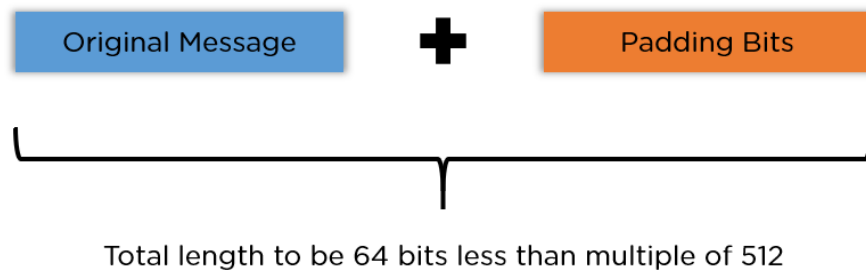 Original Message
Padding Bits
Total length to be 64 bits less than multiple of 512